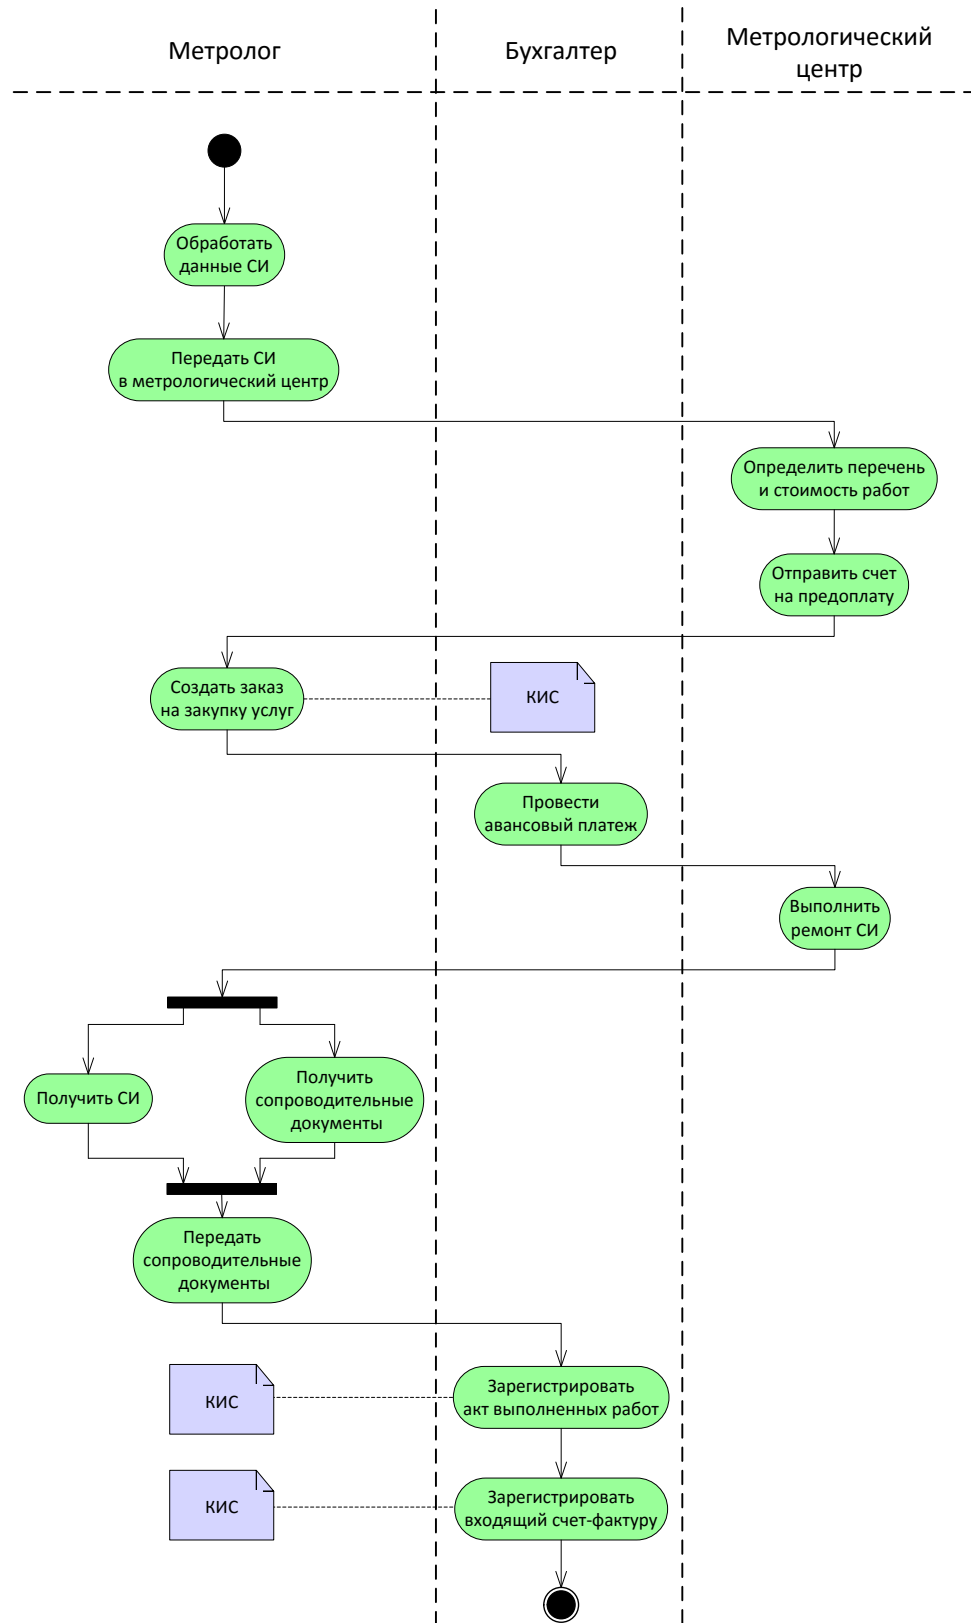 Метролог
Бухгалтер
Метрологический
центр
Обработать
данные СИ
Передать СИ
в метрологический центр
Определить перечень
и стоимость работ
Отправить счет
на предоплату
Создать заказ
на закупку услуг
КИС
Провести
авансовый платеж
Выполнить
ремонт СИ
Получить СИ
Получить
сопроводительные
документы
Передать
сопроводительные
документы
КИС
Зарегистрировать
акт выполненных работ
КИС
Зарегистрировать
входящий счет-фактуру